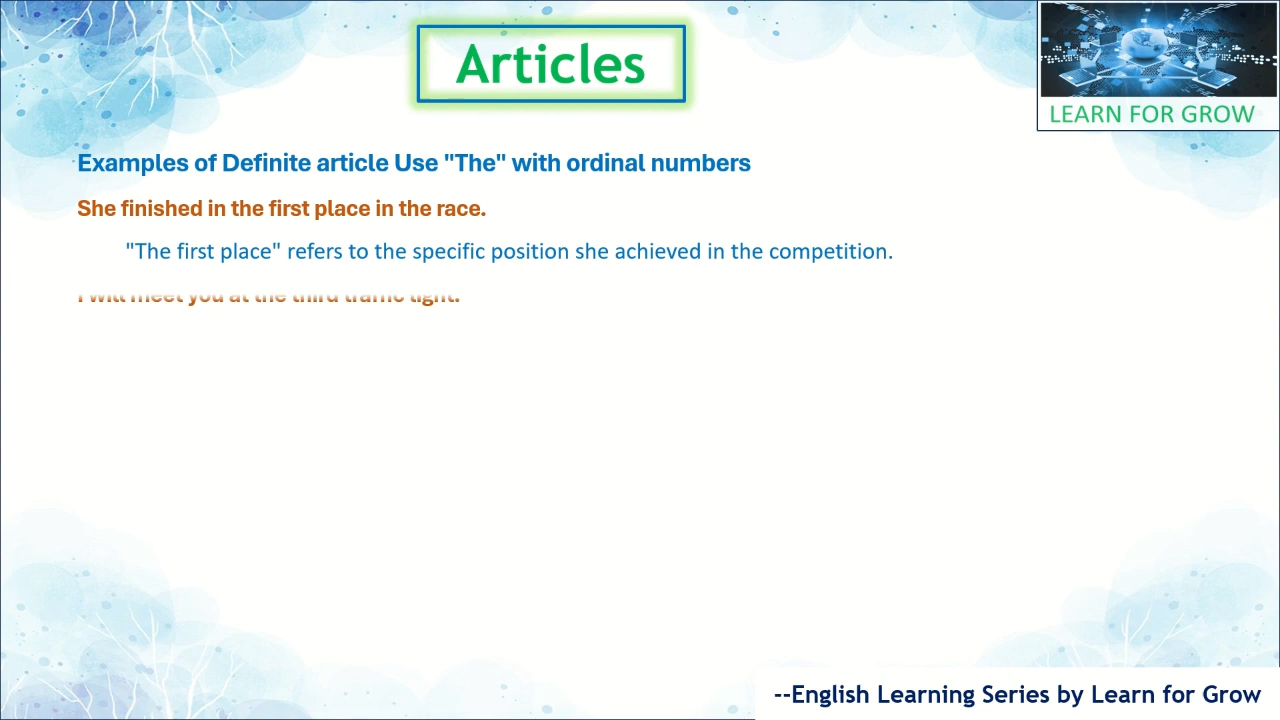 Articles
LEARN FOR GROW
Examples of Definite article Use "The" with ordinal numbers
She finished in the first place in the race.
"The first place" refers to the specific position she achieved in the competition.
I will meet you at the third traffic light.
--English Learning Series by Learn for Grow